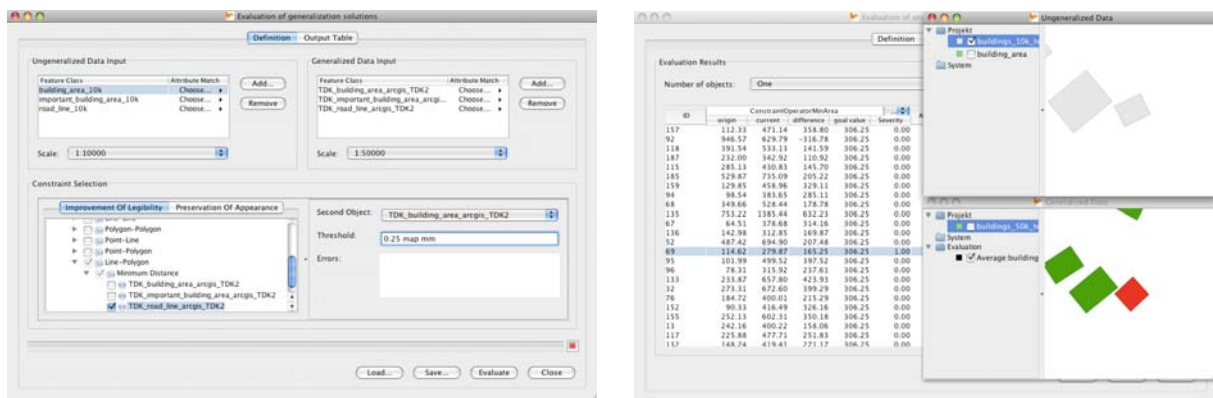 Evaluation of generalization solutions
Definition Output Table
Ungeneralized Data Input
Feature Class Attribute Match
building_area_10k Choose...
important_building_area_10k Choose...
road_line_10k Choose...
Add...
Remove
Scale: 1:10000
Generalized Data Input
Feature Class Attribute Match
TDK_building_area_arcgis_TDK2 Choose...
TDK_important_building_area_arcgi... Choose...
TDK_road_line_arcgis_TDK2 Choose...
Add...
Remove
Scale: 1:50000
Constraint Selection
Improvement Of Legibility Preservation Of Appearance
Polygon-Polygon
Point-Line
Point-Polygon
Line-Polygon
Minimum Distance
TDK_building_area_arcgis_TDK2
TDK_important_building_area_arcgis_TDK2
TDK_road_line_arcgis_TDK2
Second Object: TDK_building_area_arcgis_TDK2
Threshold: 0.25 map mm
Errors:
Load... Save... Evaluate Close
Definition
Evaluation Results
Number of objects: One
ID ConstraintOperatorMinArea
origin current difference goal value Severity
157 112.33 471.14 358.80 306.25 0.00
92 946.57 629.79 -316.78 306.25 0.00
118 391.54 533.13 141.59 306.25 0.00
187 232.00 342.92 110.92 306.25 0.00
115 285.13 430.83 145.70 306.25 0.00
185 529.87 735.09 205.22 306.25 0.00
159 129.85 458.96 329.11 306.25 0.00
94 98.54 383.65 285.11 306.25 0.00
68 349.66 528.44 178.78 306.25 0.00
135 753.22 1385.44 632.23 306.25 0.00
67 64.51 378.68 314.16 306.25 0.00
136 142.98 312.85 169.87 306.25 0.00
52 487.42 694.90 207.48 306.25 0.00
69 114.62 279.87 165.25 306.25 1.00
95 101.99 499.52 397.52 306.25 0.00
96 78.31 315.92 237.61 306.25 0.00
133 233.87 657.80 423.93 306.25 0.00
12 273.31 672.60 399.29 306.25 0.00
76 184.72 400.01 215.29 306.25 0.00
152 90.33 416.49 326.16 306.25 0.00
155 252.13 602.31 350.18 306.25 0.00
13 242.16 400.22 158.06 306.25 0.00
117 225.88 477.71 251.83 306.25 0.00
132 148.24 419.41 271.17 306.25 0.00
Ungeneralized Data
Projekt
buildings_10k_
building_area
System
Generalized Data
Projekt
buildings_50k_
System
Evaluation
Average building